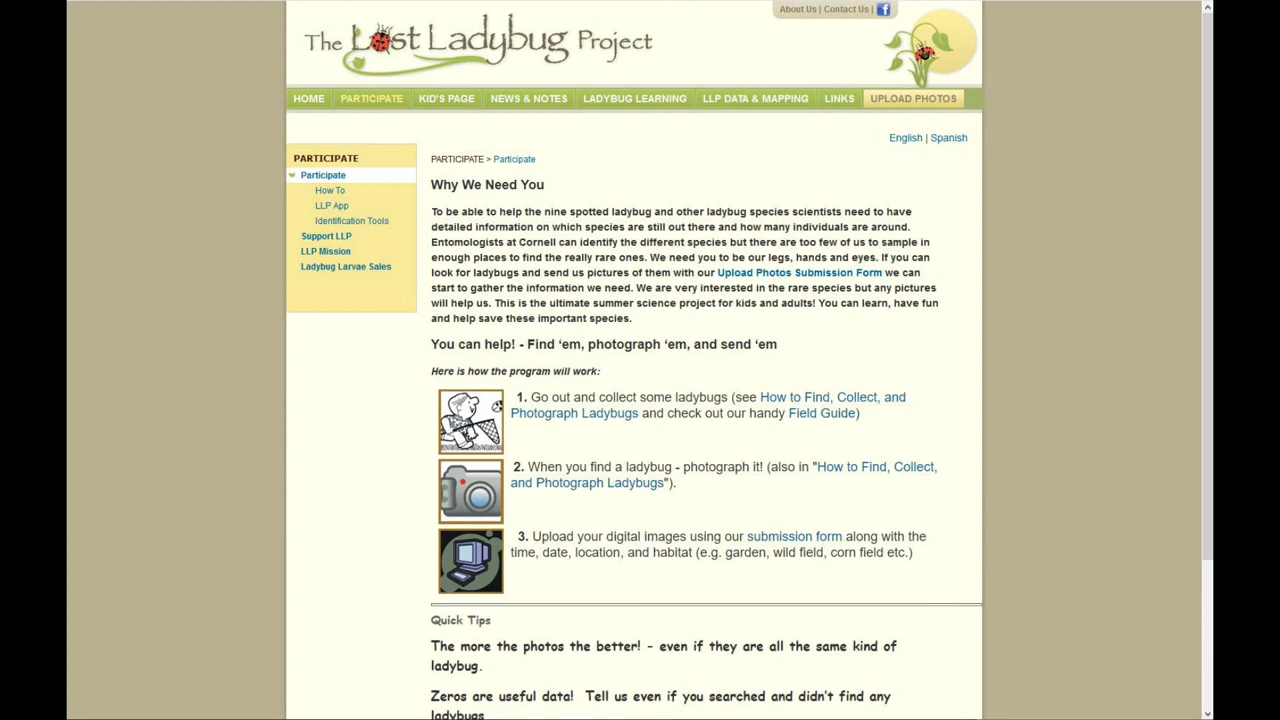 About Us | Contact Us |
The Lost Ladybug Project
HOME PARTICIPATE KID'S PAGE NEWS & NOTES LADYBUG LEARNING LLP DATA & MAPPING LINKS UPLOAD PHOTOS
English | Spanish
PARTICIPATE
Participate
How To
LLP App
Identification Tools
Support LLP
LLP Mission
Ladybug Larvae Sales
PARTICIPATE > Participate
Why We Need You
To be able to help the nine spotted ladybug and other ladybug species scientists need to have
detailed information on which species are still out there and how many individuals are around.
Entomologists at Cornell can identify the different species but there are too few of us to sample in
enough places to find the really rare ones. We need you to be our legs, hands and eyes. If you can
look for ladybugs and send us pictures of them with our Upload Photos Submission Form we can
start to gather the information we need. We are very interested in the rare species but any pictures
will help us. This is the ultimate summer science project for kids and adults! You can learn, have fun
and help save these important species.
You can help! - Find ‘em, photograph ‘em, and send ‘em
Here is how the program will work:
1. Go out and collect some ladybugs (see How to Find, Collect, and
Photograph Ladybugs and check out our handy Field Guide)
2. When you find a ladybug - photograph it! (also in "How to Find, Collect,
and Photograph Ladybugs").
3. Upload your digital images using our submission form along with the
time, date, location, and habitat (e.g. garden, wild field, corn field etc.)
Quick Tips
The more the photos the better! - even if they are all the same kind of
ladybug.
Zeros are useful data! Tell us even if you searched and didn't find any
ladybugs